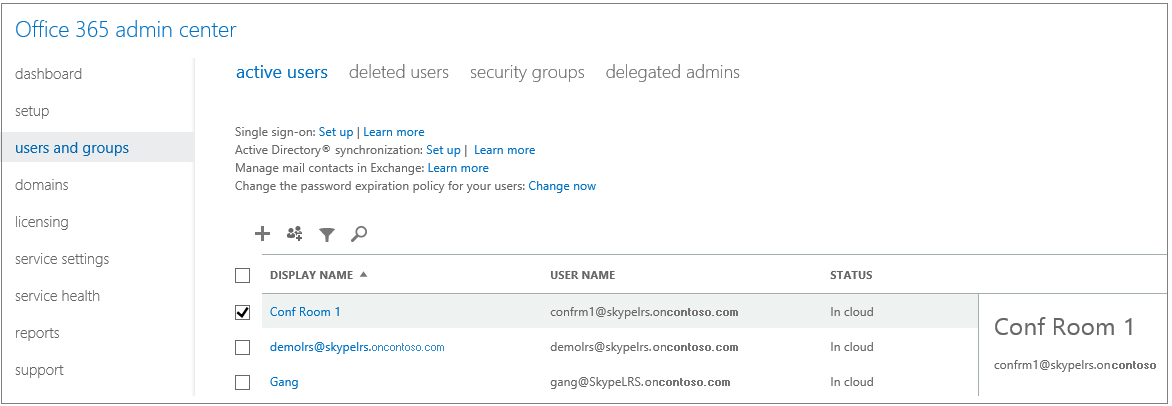 Office 365 admin center
dashboard
setup
users and groups
domains
licensing
service settings
service health
reports
support
active users deleted users security groups delegated admins
Single sign-on: Set up | Learn more
Active Directory® synchronization: Set up | Learn more
Manage mail contacts in Exchange: Learn more
Change the password expiration policy for your users: Change now
DISPLAY NAME USER NAME STATUS
Conf Room 1 confrm1@skypelrs.oncontoso.com In cloud
demolrs@skypelrs.oncontoso.com demolrs@skypelrs.oncontoso.com In cloud
Gang gang@SkypeLRS.oncontoso.com In cloud
Conf Room 1
confrm1@skypelrs.oncontoso